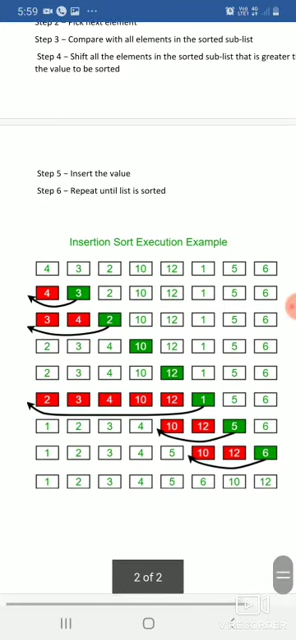 5:59
Step 2 – Pick next element
Step 3 – Compare with all elements in the sorted sub-list
Step 4 – Shift all the elements in the sorted sub-list that is greater t
the value to be sorted
Step 5 – Insert the value
Step 6 – Repeat until list is sorted
Insertion Sort Execution Example
4 3 2 10 12 1 5 6
4 3 2 10 12 1 5 6
3 4 2 10 12 1 5 6
2 3 4 10 12 1 5 6
2 3 4 10 12 1 5 6
2 3 4 10 12 1 5 6
1 2 3 4 10 12 5 6
1 2 3 4 5 10 12 6
1 2 3 4 5 6 10 12
2 of 2